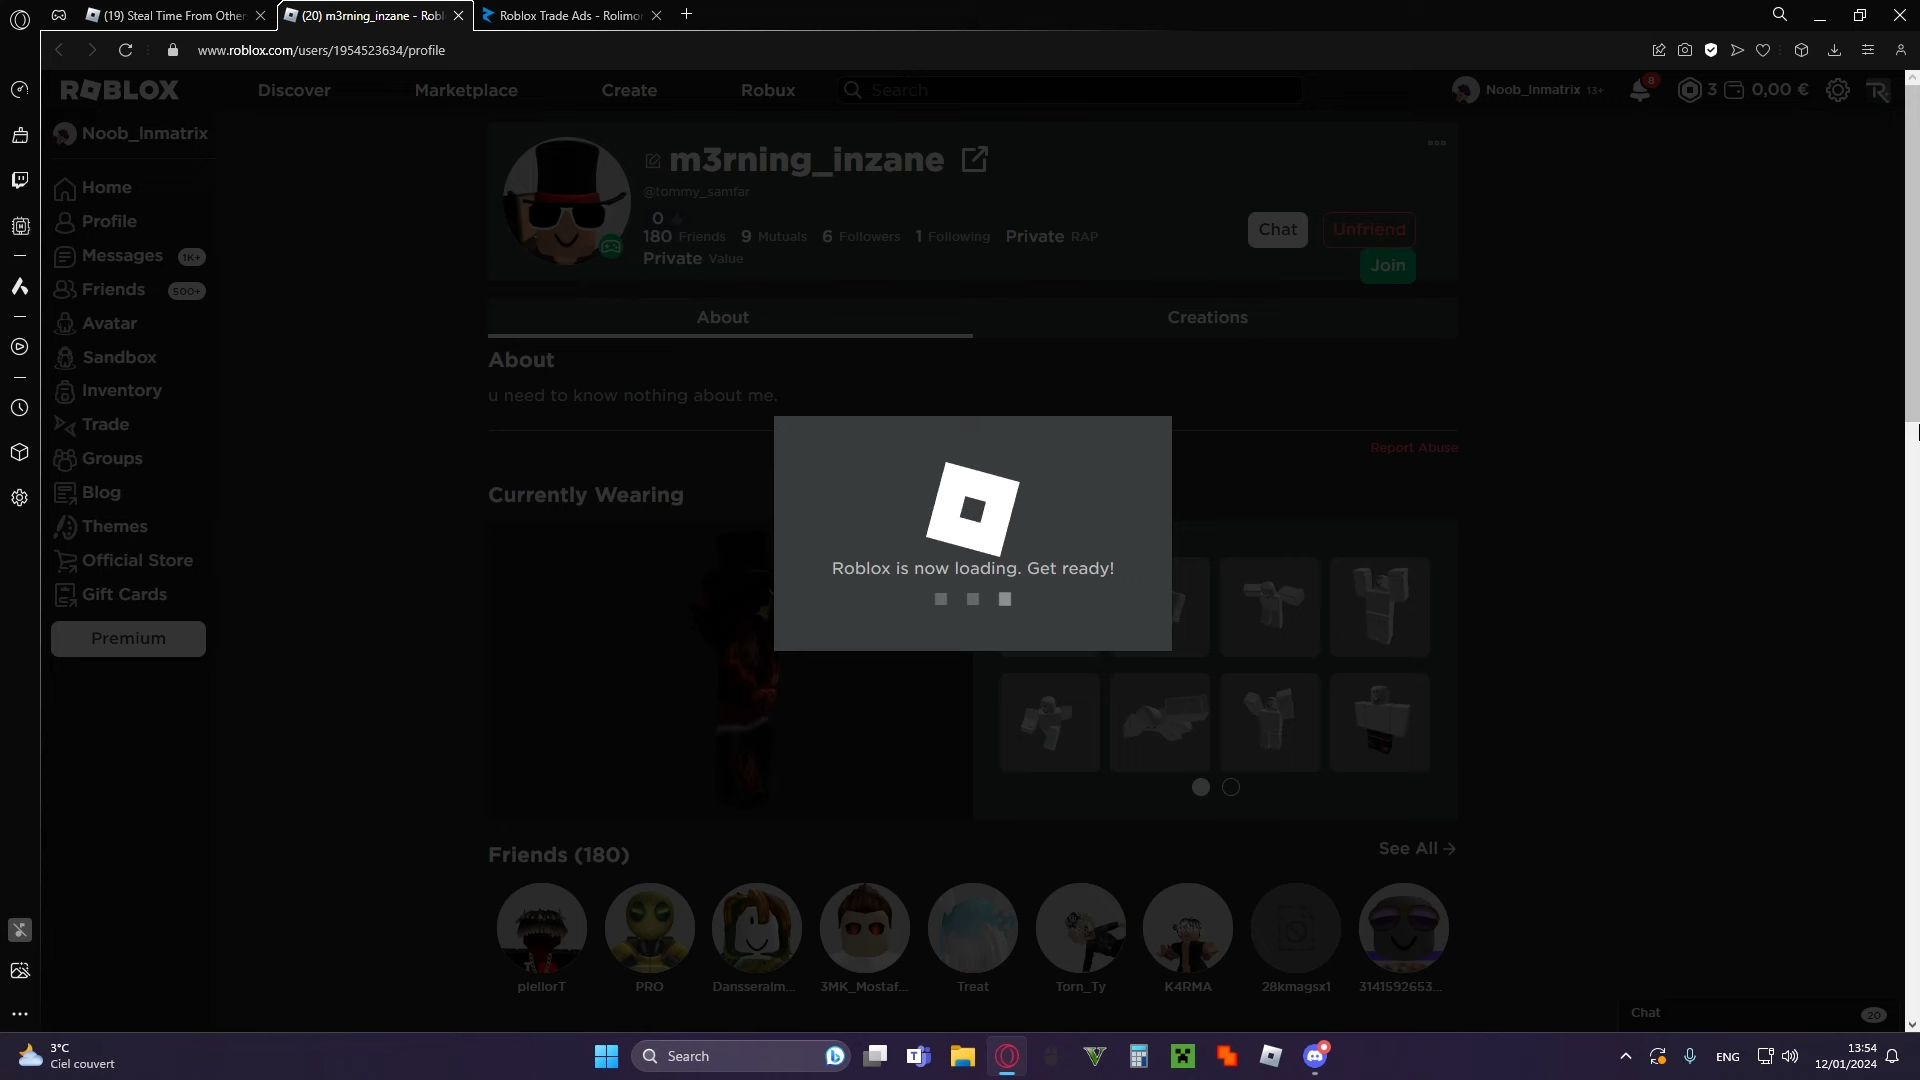 (19) Steal Time From Other
(20) m3rning_inzane - Robl
Roblox Trade Ads - Rolimon
www.roblox.com/users/1954523634/profile
ROBLOX
Discover
Marketplace
Create
Robux
Search
Noob_Inmatrix 13+
8
3
0,00 €
Noob_Inmatrix
Home
Profile
Messages 1K+
Friends 500+
Avatar
Sandbox
Inventory
Trade
Groups
Blog
Themes
Official Store
Gift Cards
Premium
m3rning_inzane
@tommy_samfar
0
180 Friends 9 Mutuals 6 Followers 1 Following Private RAP
Private Value
Chat
Unfriend
Join
About
Creations
About
u need to know nothing about me.
Report Abuse
Currently Wearing
Roblox is now loading. Get ready!
Friends (180)
See All
piellorT
PRO
Dansseraim...
3MK_Mostaf...
Treat
Torn_Ty
K4RMA
28kmagsx1
3141592653...
Chat
20
3°C
Ciel couvert
Search
ENG
13:54
12/01/2024